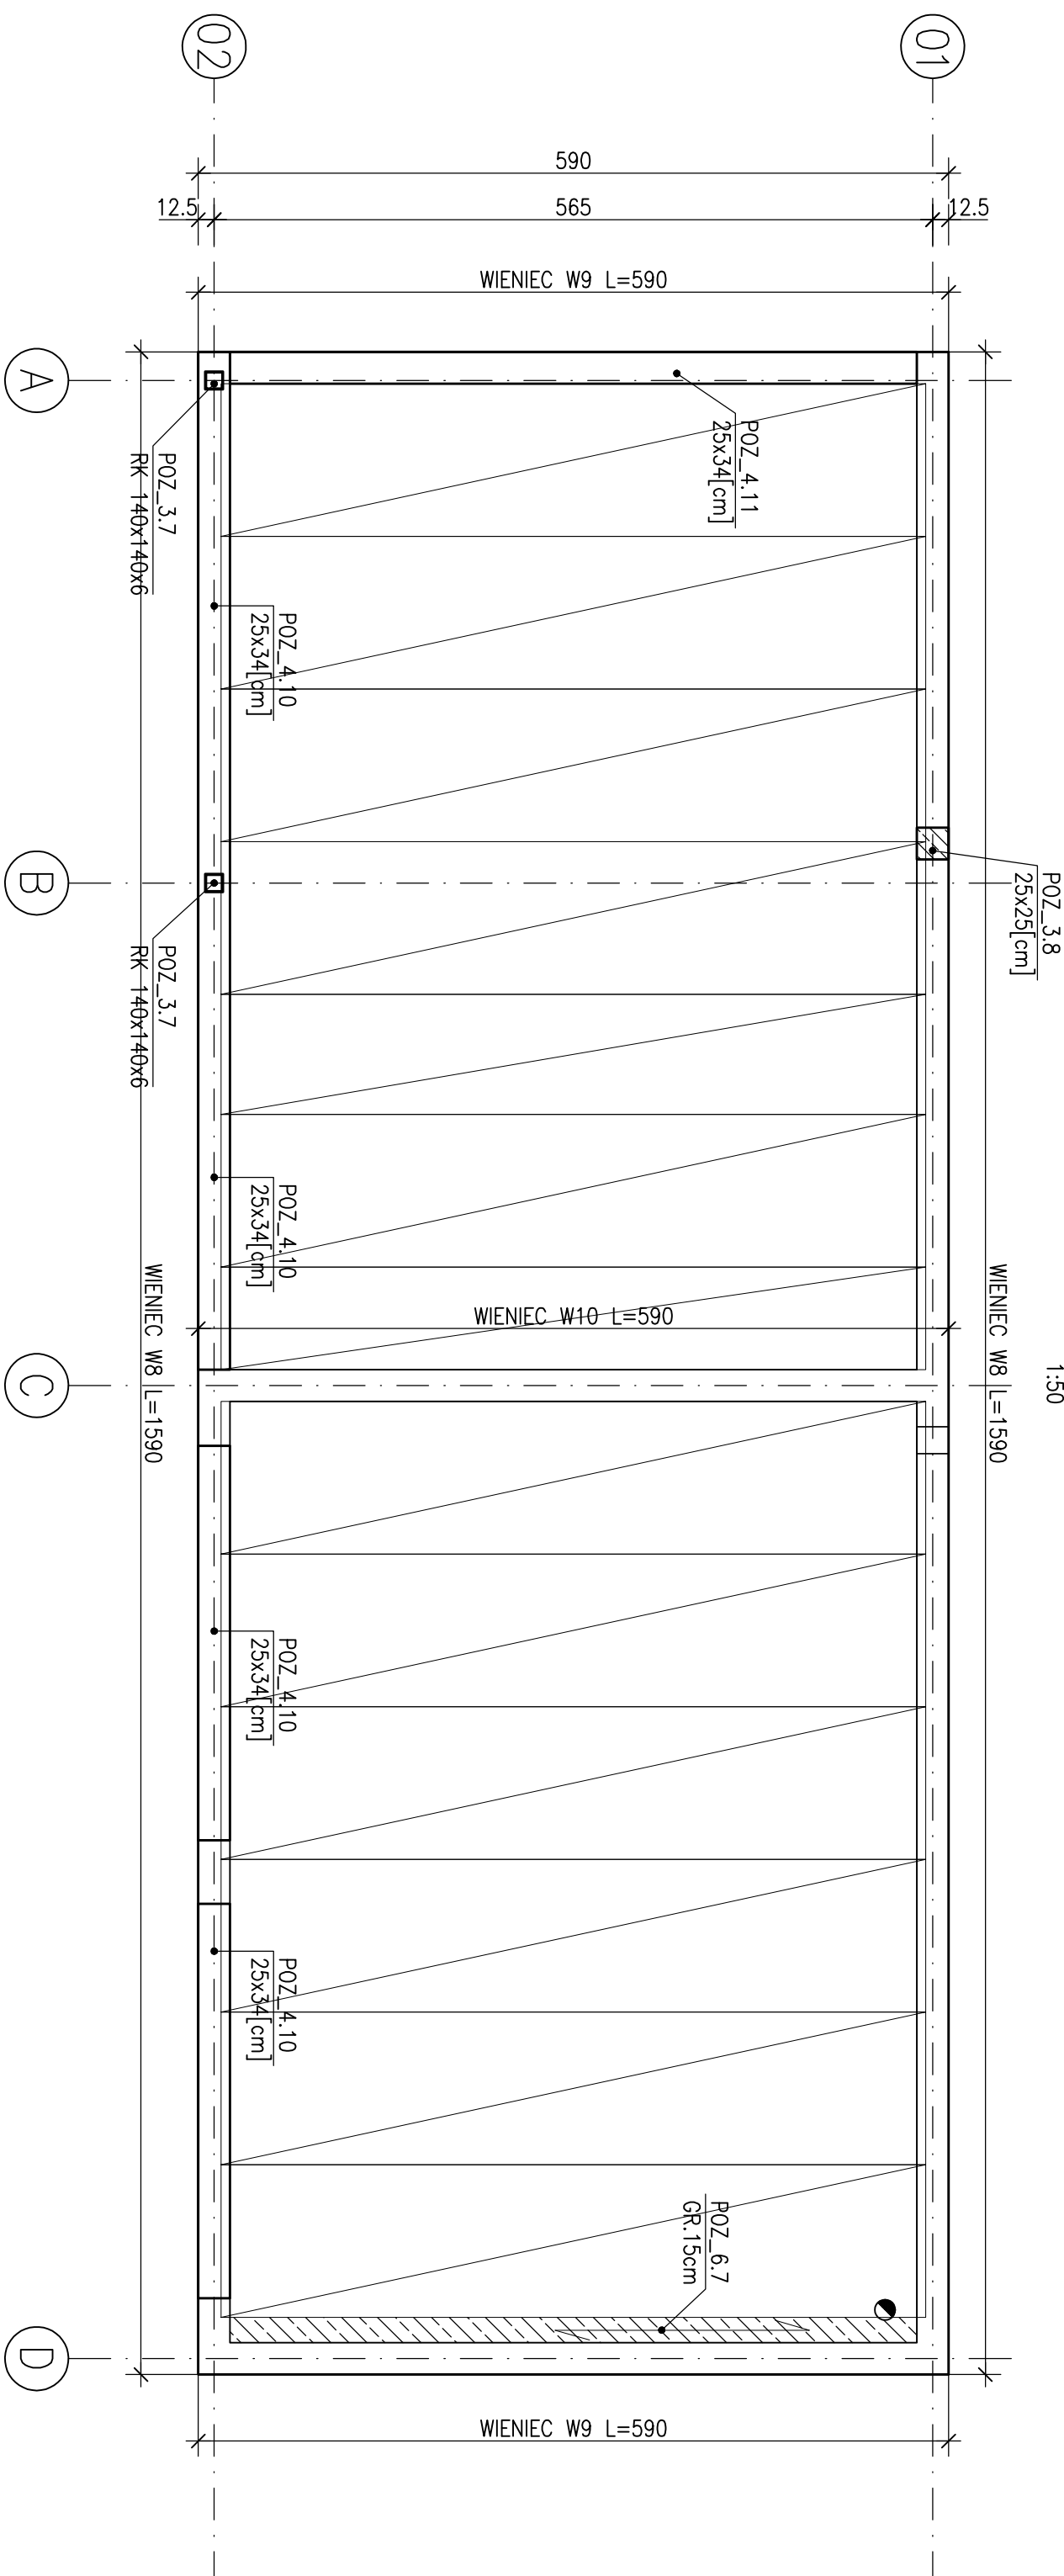 1:50
01
02
590
12.5
565
12.5
WIENIEC W9 L=590
A
POZ_4.11
25x34[cm]
POZ_3.7
RK 140x140x6
POZ_4.10
25x34[cm]
B
POZ_3.8
25x25[cm]
POZ_3.7
RK 140x140x6
POZ_4.10
25x34[cm]
WIENIEC W8 L=1590
WIENIEC W10 L=590
WIENIEC W8 L=1590
C
POZ_4.10
25x34[cm]
POZ_4.10
25x34[cm]
POZ_6.7
GR.15cm
D
WIENIEC W9 L=590